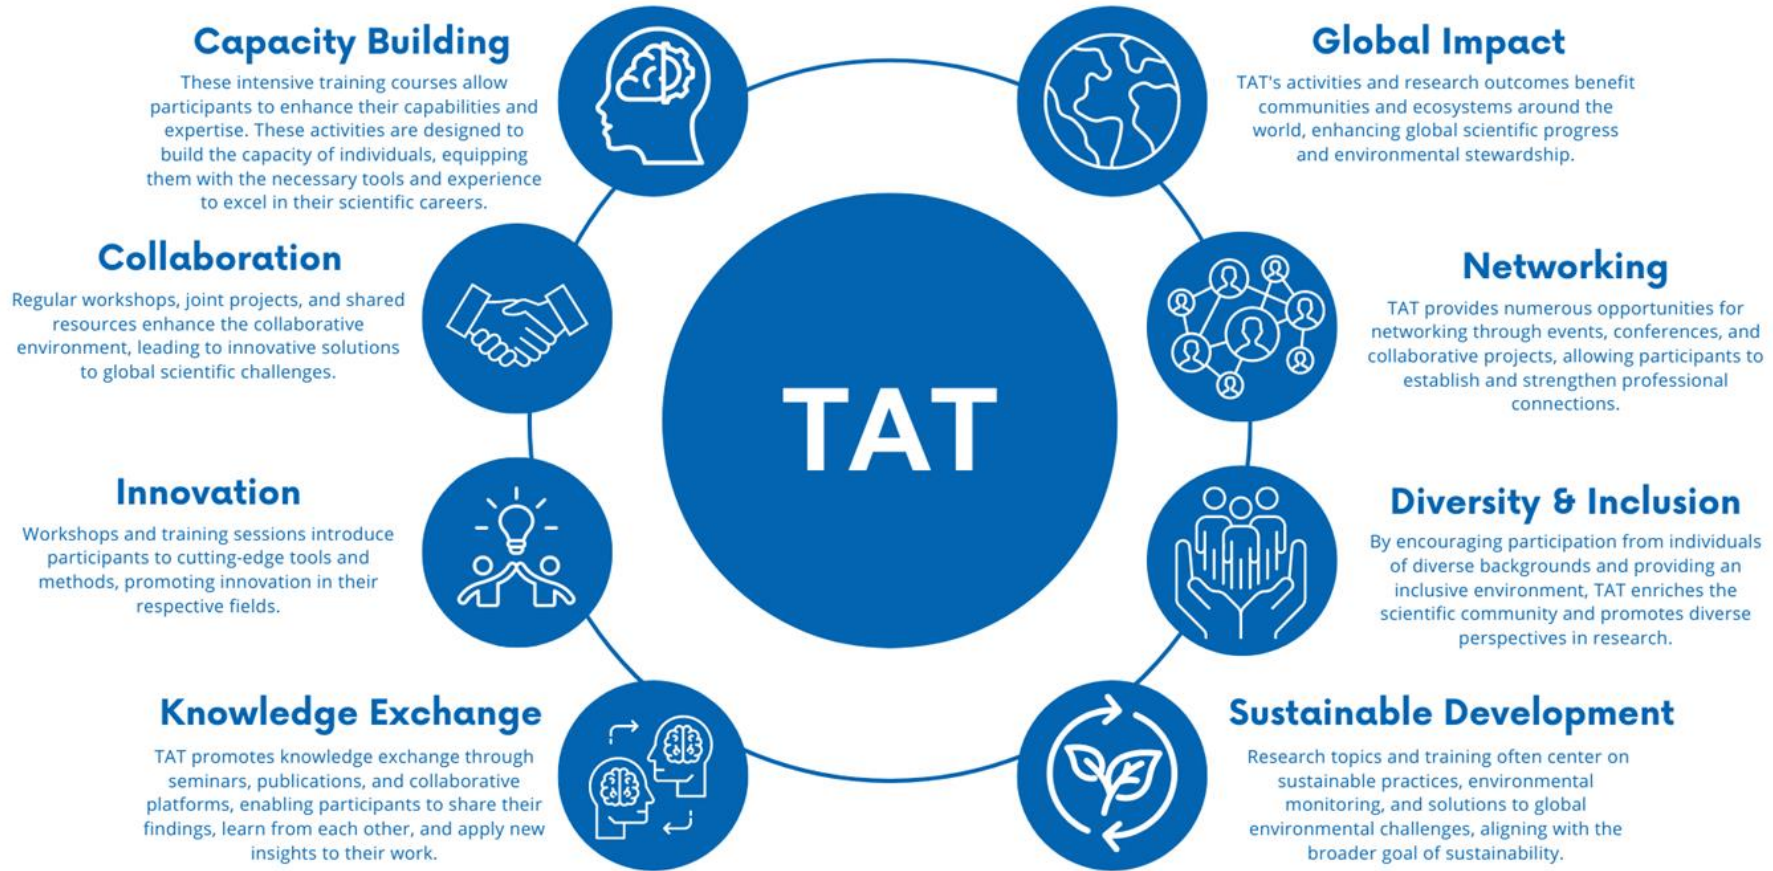 Capacity Building
These intensive training courses allow
participants to enhance their capabilities and
expertise. These activities are designed to
build the capacity of individuals, equipping
them with the necessary tools and experience
to excel in their scientific careers.
Collaboration
Regular workshops, joint projects, and shared
resources enhance the collaborative
environment, leading to innovative solutions
to global scientific challenges.
Innovation
Workshops and training sessions introduce
participants to cutting-edge tools and
methods, promoting innovation in their
respective fields.
Knowledge Exchange
TAT promotes knowledge exchange through
seminars, publications, and collaborative
platforms, enabling participants to share their
findings, learn from each other, and apply new
insights to their work.
TAT
Global Impact
TAT's activities and research outcomes benefit
communities and ecosystems around the
world, enhancing global scientific progress
and environmental stewardship.
Networking
TAT provides numerous opportunities for
networking through events, conferences, and
collaborative projects, allowing participants to
establish and strengthen professional
connections.
Diversity & Inclusion
By encouraging participation from individuals
of diverse backgrounds and providing an
inclusive environment, TAT enriches the
scientific community and promotes diverse
perspectives in research.
Sustainable Development
Research topics and training often center on
sustainable practices, environmental
monitoring, and solutions to global
environmental challenges, aligning with the
broader goal of sustainability.